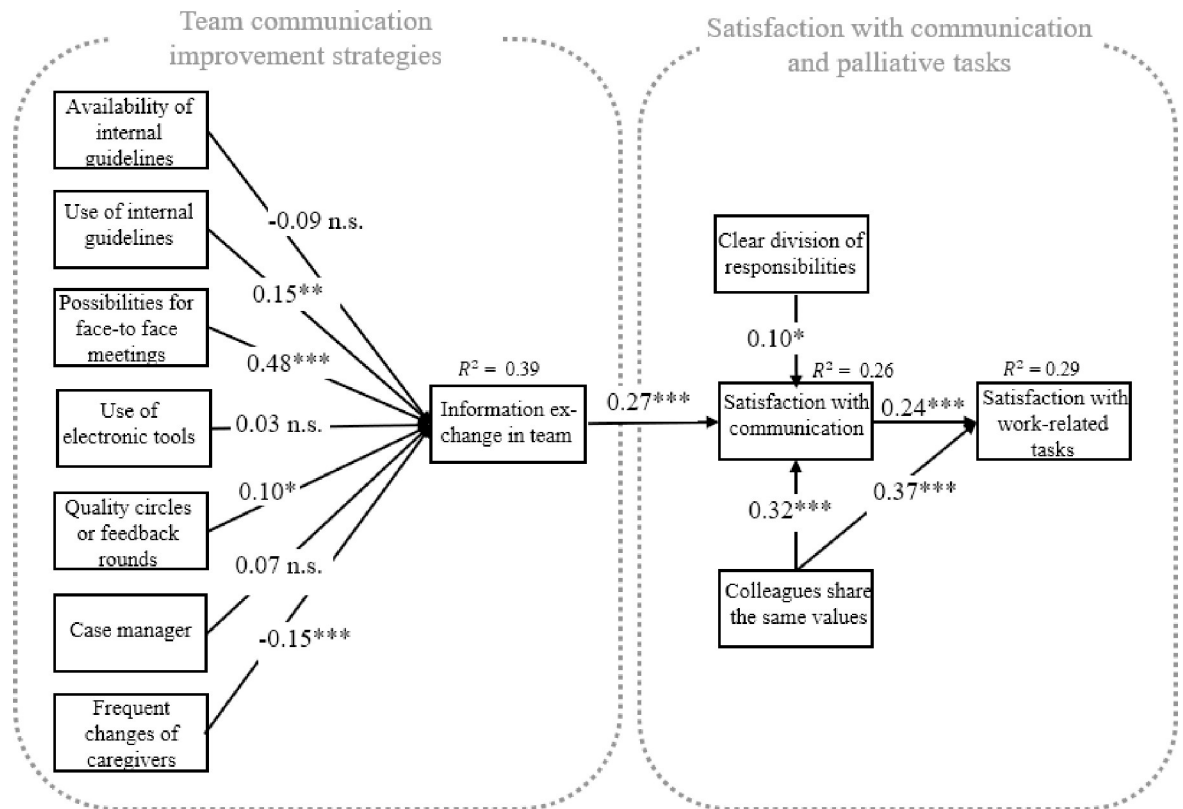 Team communication
improvement strategies
Satisfaction with communication
and palliative tasks
Availability of
internal
guidelines
-0.09 n.s.
Use of internal
guidelines
0.15**
Possibilities for
face-to face
meetings
0.48***
Use of
electronic tools
0.03 n.s.
Quality circles
or feedback
rounds
0.10*
Case manager
0.07 n.s.
Frequent
changes of
caregivers
-0.15***
R² = 0.39
Information ex-
change in team
0.27***
Clear division of
responsibilities
0.10*
R² = 0.26
Satisfaction with
communication
0.24***
R² = 0.29
Satisfaction with
work-related
tasks
0.32***
0.37***
Colleagues share
the same values